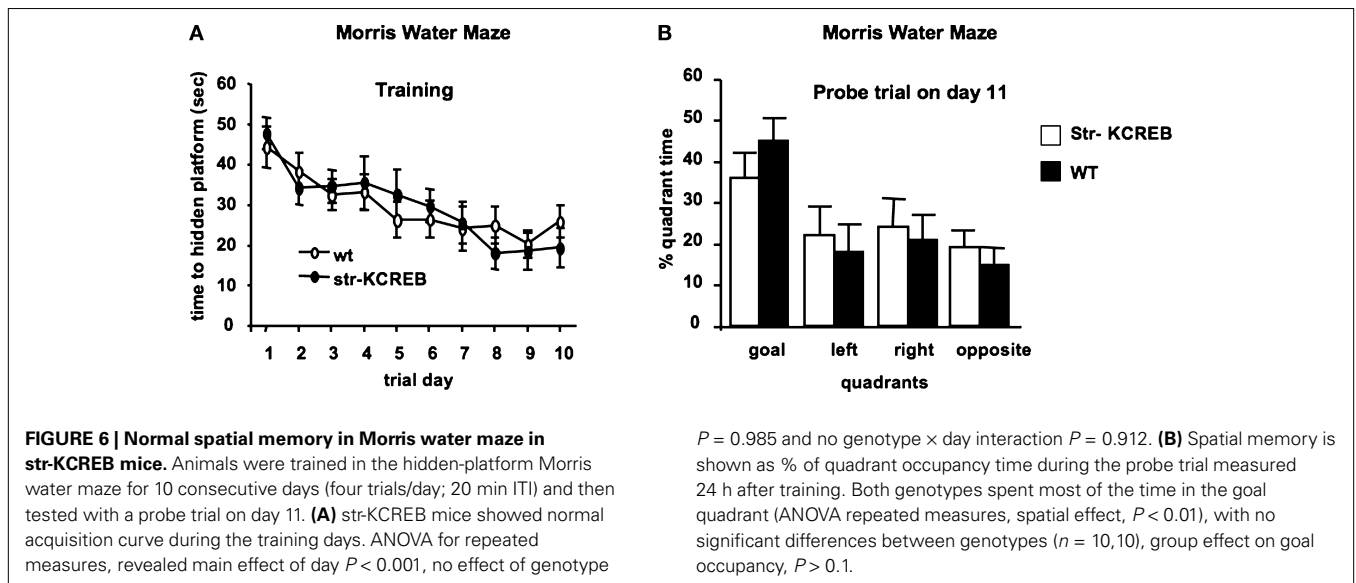 A
Morris Water Maze
Training
time to hidden platform (sec)
60
50
40
30
20
10
0
wt
str-KCREB
1 2 3 4 5 6 7 8 9 10
trial day
B
Morris Water Maze
Probe trial on day 11
% quadrant time
60
50
40
30
20
10
0
goal left right opposite
quadrants
Str- KCREB
WT
FIGURE 6 | Normal spatial memory in Morris water maze in
str-KCREB mice. Animals were trained in the hidden-platform Morris
water maze for 10 consecutive days (four trials/day; 20 min ITI) and then
tested with a probe trial on day 11. (A) str-KCREB mice showed normal
acquisition curve during the training days. ANOVA for repeated
measures, revealed main effect of day P < 0.001, no effect of genotype
P = 0.985 and no genotype × day interaction P = 0.912. (B) Spatial memory is
shown as % of quadrant occupancy time during the probe trial measured
24 h after training. Both genotypes spent most of the time in the goal
quadrant (ANOVA repeated measures, spatial effect, P < 0.01), with no
significant differences between genotypes (n = 10,10), group effect on goal
occupancy, P > 0.1.